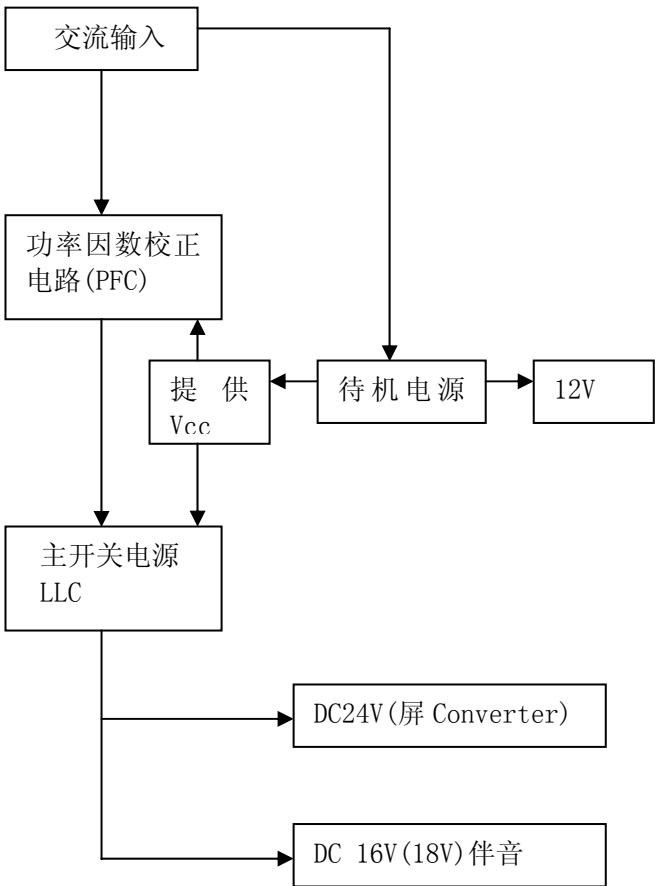 交流输入
功率因数校正
电路(PFC)
提 供
Vcc
待机电源
12V
主开关电源
LLC
DC24V(屏 Converter)
DC 16V(18V)伴音